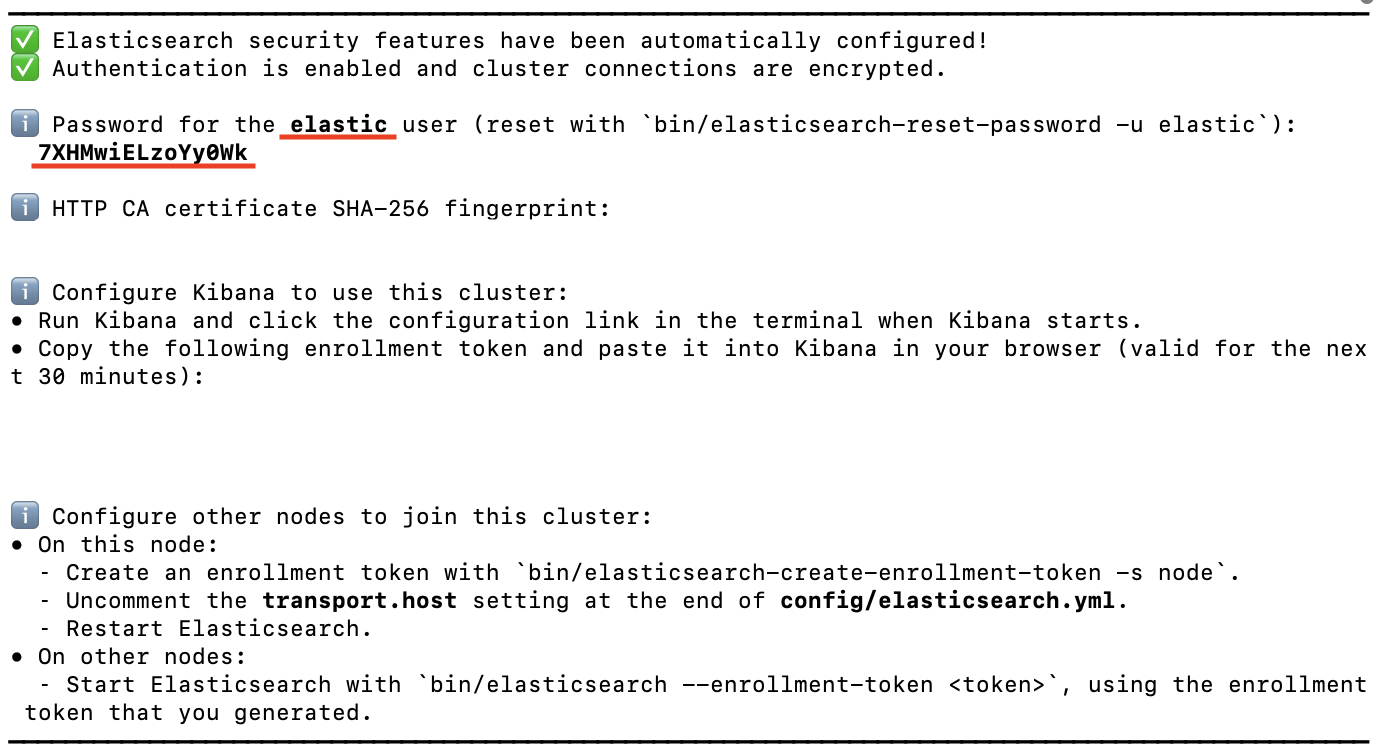 ✅ Elasticsearch security features have been automatically configured!
✅ Authentication is enabled and cluster connections are encrypted.
ℹ️ Password for the elastic user (reset with `bin/elasticsearch-reset-password -u elastic`):
7XHMwiELzoYy0Wk
ℹ️ HTTP CA certificate SHA-256 fingerprint:
ℹ️ Configure Kibana to use this cluster:
• Run Kibana and click the configuration link in the terminal when Kibana starts.
• Copy the following enrollment token and paste it into Kibana in your browser (valid for the nex
t 30 minutes):
ℹ️ Configure other nodes to join this cluster:
• On this node:
- Create an enrollment token with `bin/elasticsearch-create-enrollment-token -s node`.
- Uncomment the transport.host setting at the end of config/elasticsearch.yml.
- Restart Elasticsearch.
• On other nodes:
- Start Elasticsearch with `bin/elasticsearch --enrollment-token <token>`, using the enrollment
token that you generated.